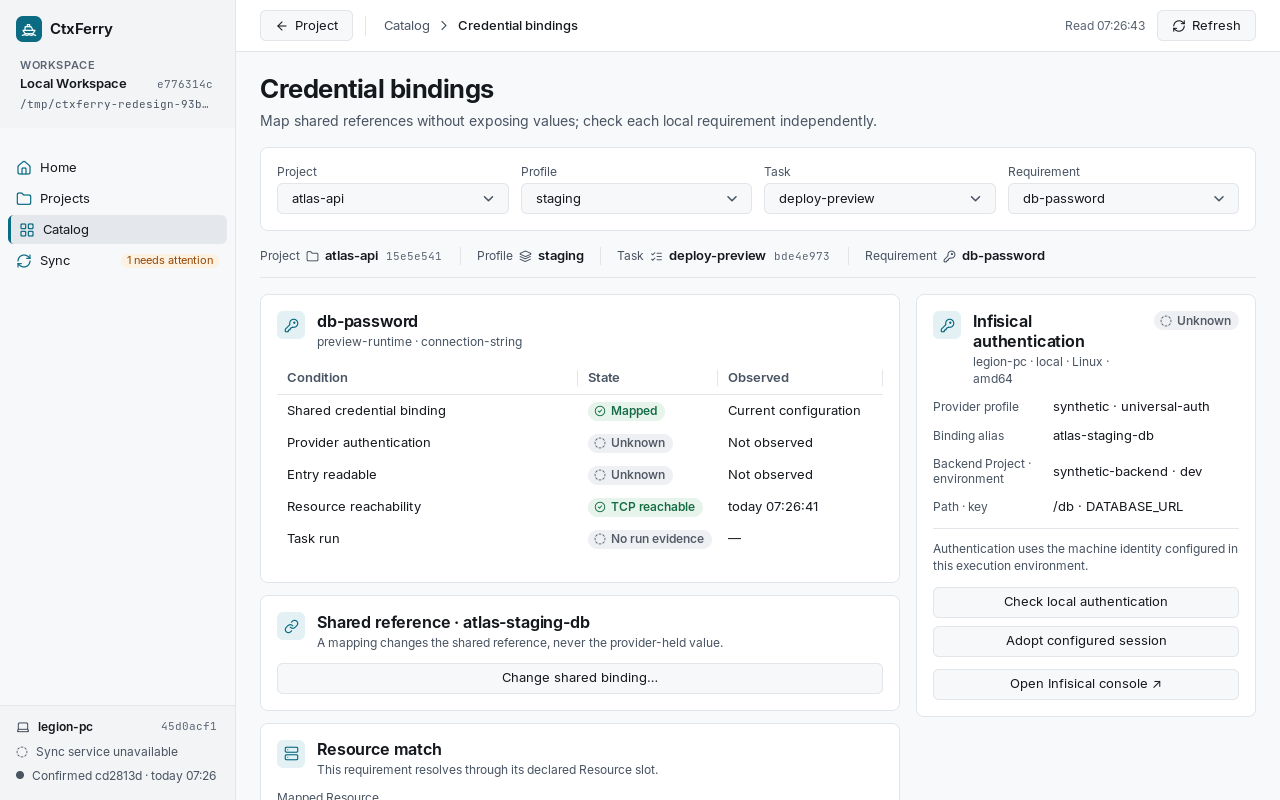 CtxFerry
WORKSPACE
Local Workspace e776314c
/tmp/ctxferry-redesign-93b…
Home
Projects
Catalog
Sync 1 needs attention
legion-pc 45d0acf1
Sync service unavailable
Confirmed cd2813d · today 07:26
Project Catalog Credential bindings Read 07:26:43 Refresh
Credential bindings
Map shared references without exposing values; check each local requirement independently.
Project Profile Task Requirement
atlas-api staging deploy-preview db-password
Project atlas-api 15e5e541 Profile staging Task deploy-preview bde4e973 Requirement db-password
db-password
preview-runtime · connection-string
Condition State Observed
Shared credential binding Mapped Current configuration
Provider authentication Unknown Not observed
Entry readable Unknown Not observed
Resource reachability TCP reachable today 07:26:41
Task run No run evidence —
Shared reference · atlas-staging-db
A mapping changes the shared reference, never the provider-held value.
Change shared binding…
Resource match
This requirement resolves through its declared Resource slot.
Mapped Resource
Infisical Unknown
authentication
legion-pc · local · Linux ·
amd64
Provider profile synthetic · universal-auth
Binding alias atlas-staging-db
Backend Project ·
environment synthetic-backend · dev
Path · key /db · DATABASE_URL
Authentication uses the machine identity configured in
this execution environment.
Check local authentication
Adopt configured session
Open Infisical console ↗